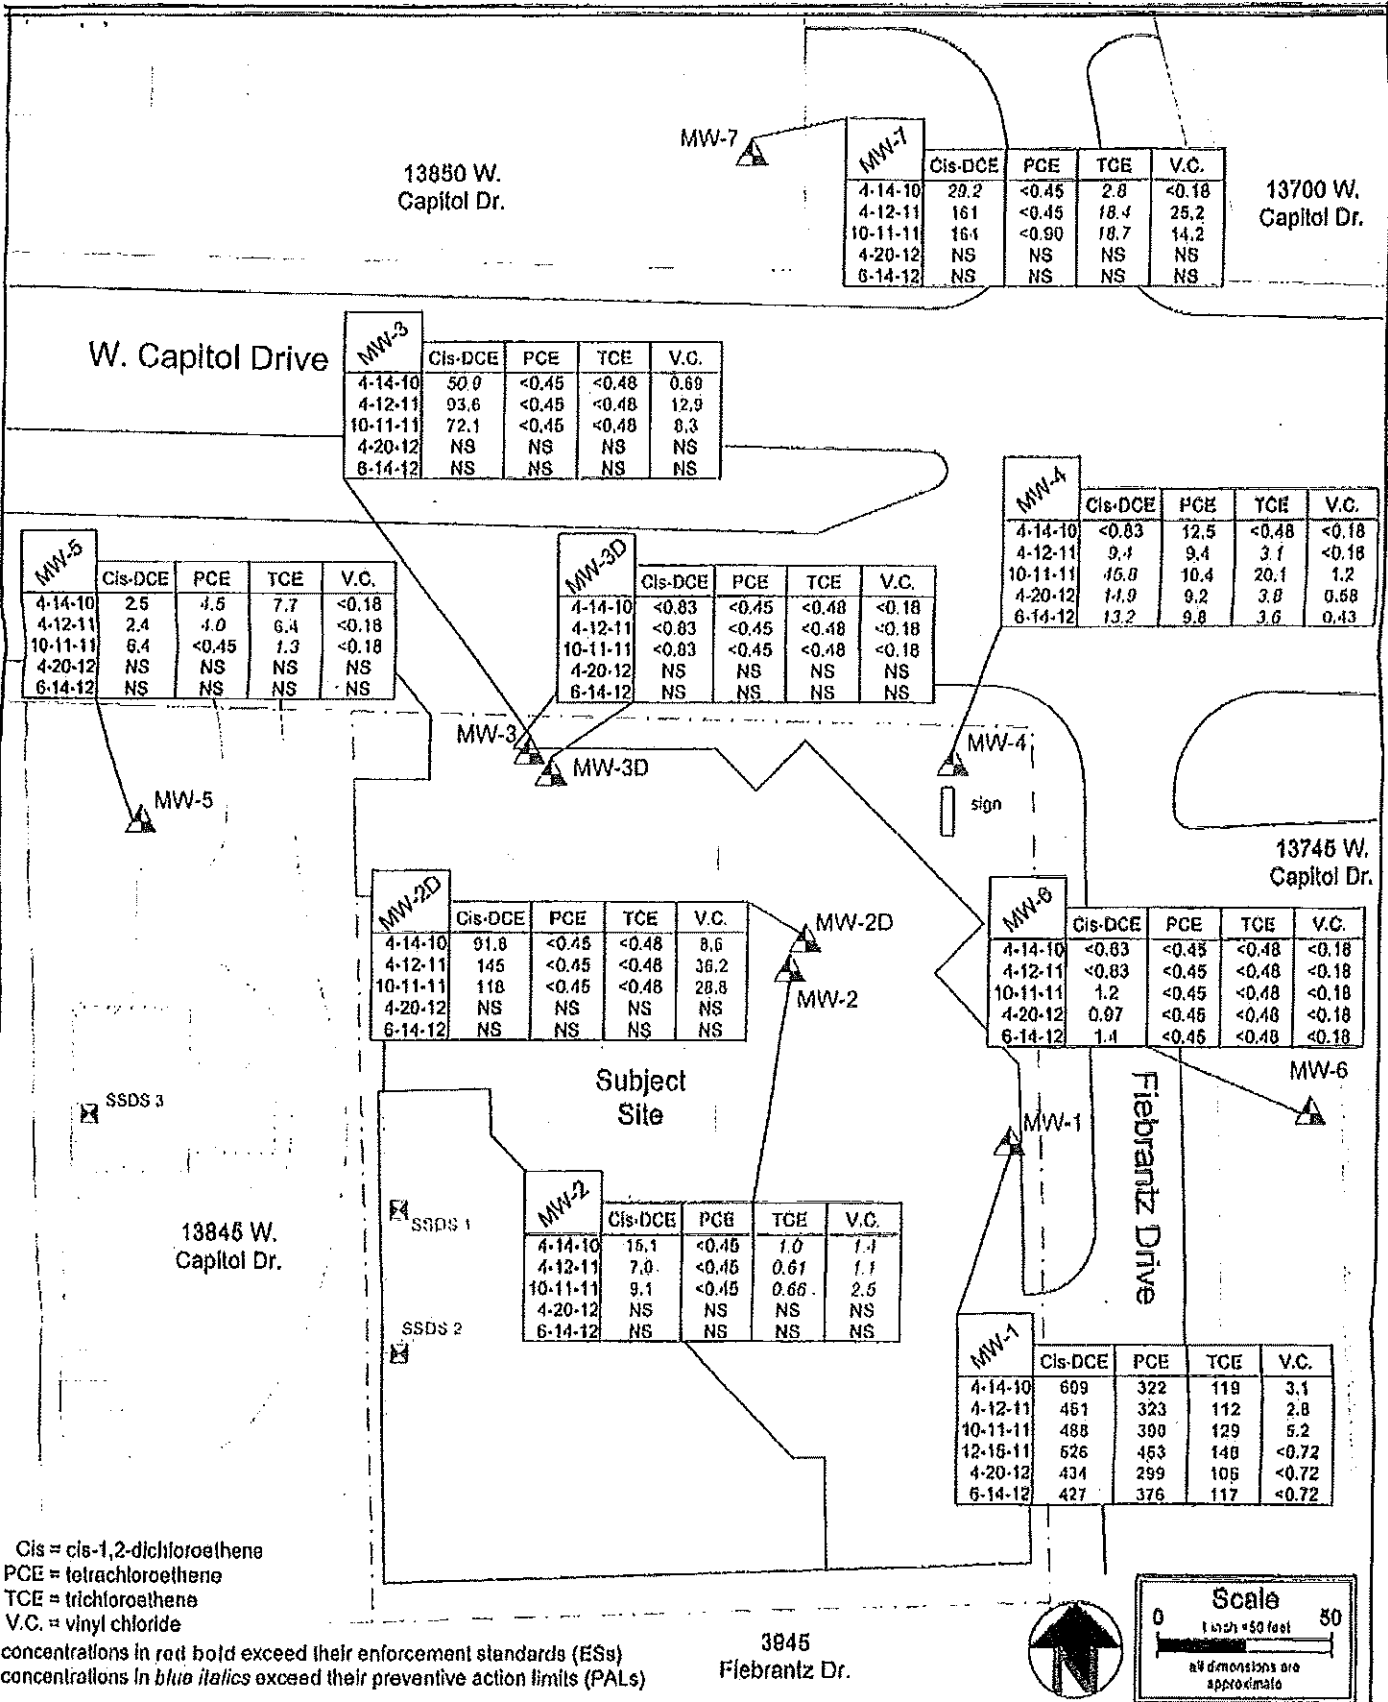 MW-7
13850 W.
Capitol Dr.
MW-7
Cis-DCE PCE TCE V.C.
4-14-10 29.2 <0.45 2.8 <0.18
4-12-11 161 <0.45 18.4 25.2
10-11-11 164 <0.90 18.7 14.2
4-20-12 NS NS NS NS
6-14-12 NS NS NS NS
13700 W.
Capitol Dr.
W. Capitol Drive
MW-3
Cis-DCE PCE TCE V.C.
4-14-10 50.9 <0.45 <0.48 0.69
4-12-11 93.6 <0.45 <0.48 12.9
10-11-11 72.1 <0.45 <0.48 8.3
4-20-12 NS NS NS NS
6-14-12 NS NS NS NS
MW-4
Cis-DCE PCE TCE V.C.
4-14-10 <0.83 12.5 <0.48 <0.18
4-12-11 9.4 9.4 3.1 <0.18
10-11-11 15.8 10.4 20.1 1.2
4-20-12 14.9 9.2 3.8 0.58
6-14-12 13.2 9.8 3.6 0.43
MW-5
Cis-DCE PCE TCE V.C.
4-14-10 2.5 4.5 7.7 <0.18
4-12-11 2.4 4.0 6.4 <0.18
10-11-11 6.4 <0.45 1.3 <0.18
4-20-12 NS NS NS NS
6-14-12 NS NS NS NS
MW-3D
Cis-DCE PCE TCE V.C.
4-14-10 <0.83 <0.45 <0.48 <0.18
4-12-11 <0.83 <0.45 <0.48 <0.18
10-11-11 <0.83 <0.45 <0.48 <0.18
4-20-12 NS NS NS NS
6-14-12 NS NS NS NS
MW-3
MW-3D
MW-4
sign
MW-5
13745 W.
Capitol Dr.
MW-2D
Cis-DCE PCE TCE V.C.
4-14-10 91.8 <0.45 <0.48 8.6
4-12-11 145 <0.45 <0.48 36.2
10-11-11 118 <0.45 <0.48 28.8
4-20-12 NS NS NS NS
6-14-12 NS NS NS NS
MW-2D
MW-2
MW-6
Cis-DCE PCE TCE V.C.
4-14-10 <0.83 <0.45 <0.48 <0.18
4-12-11 <0.83 <0.45 <0.48 <0.18
10-11-11 1.2 <0.45 <0.48 <0.18
4-20-12 0.97 <0.45 <0.48 <0.18
6-14-12 1.4 <0.45 <0.48 <0.18
MW-6
Subject
Site
SSDS 3
MW-1
Fiebrantz Drive
SSDS 1
13845 W.
Capitol Dr.
MW-2
Cis-DCE PCE TCE V.C.
4-14-10 15.1 <0.45 1.0 1.4
4-12-11 7.0 <0.45 0.61 1.1
10-11-11 9.1 <0.45 0.66 2.5
4-20-12 NS NS NS NS
6-14-12 NS NS NS NS
SSDS 2
MW-1
Cis-DCE PCE TCE V.C.
4-14-10 609 322 119 3.1
4-12-11 461 323 112 2.8
10-11-11 488 300 129 5.2
12-15-11 526 453 148 <0.72
4-20-12 434 299 106 <0.72
6-14-12 427 376 117 <0.72
Cis = cis-1,2-dichloroethene
PCE = tetrachloroethene
TCE = trichloroethene
V.C. = vinyl chloride
concentrations in red bold exceed their enforcement standards (ESs)
concentrations in blue italics exceed their preventive action limits (PALs)
3845
Fiebrantz Dr.
N
Scale
0 50
1 inch = 50 feet
all dimensions are
approximate